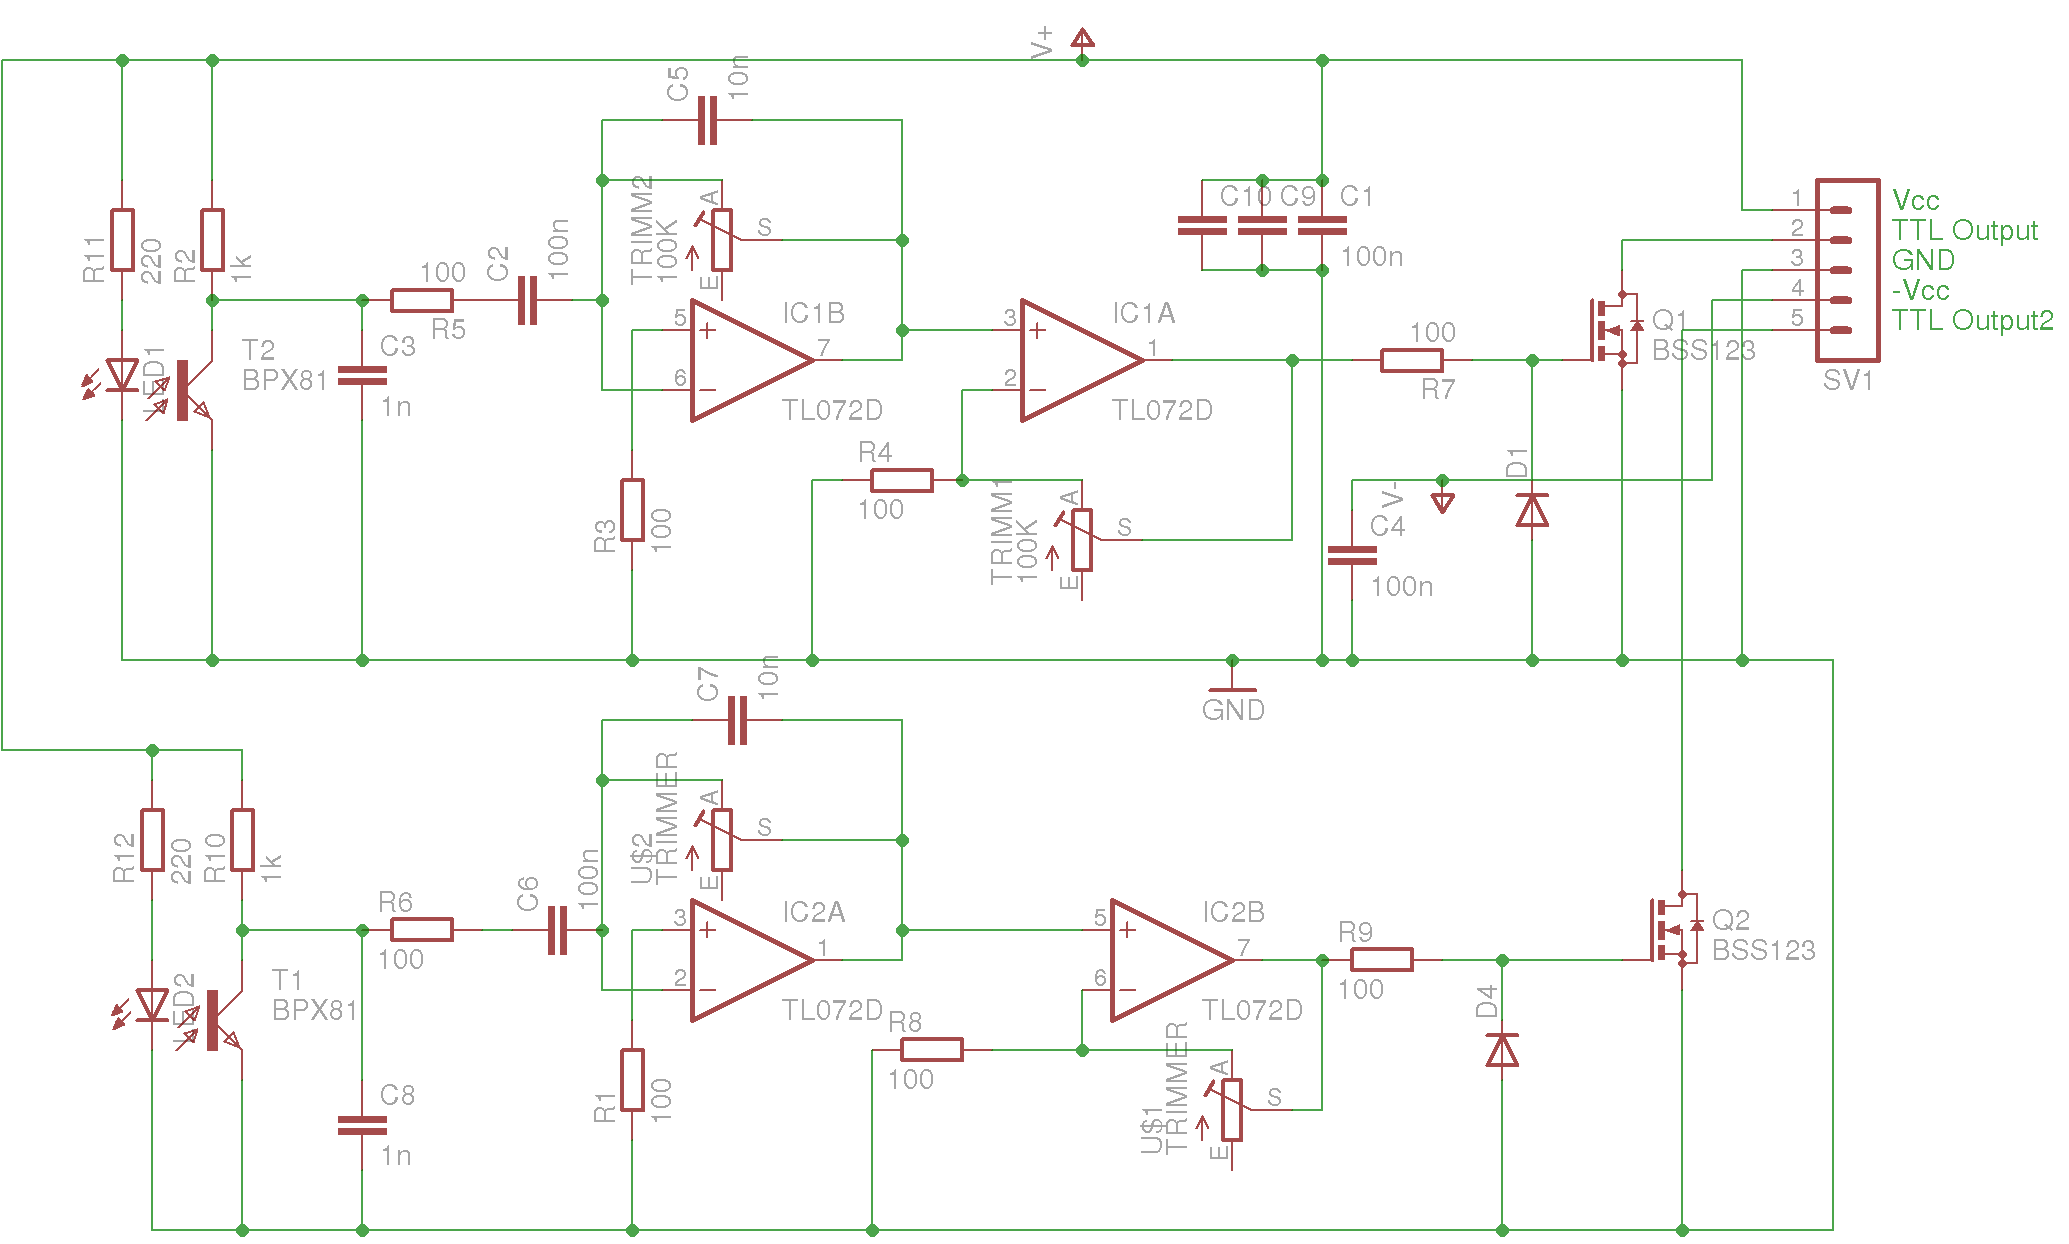 V+
C5
10n
R11
220
R2
1k
LED1
T2
BPX81
C3
1n
100
R5
C2
100n
TRIMM2
100K
A
S
E
5
6
7
IC1B
TL072D
R3
100
R4
100
3
2
1
IC1A
TL072D
TRIMM1
100K
A
S
E
C10
C9
C1
100n
100
R7
V-
C4
100n
D1
Q1
BSS123
1
2
3
4
5
Vcc
TTL Output
GND
-Vcc
TTL Output2
SV1
GND
C7
10n
R12
220
R10
1k
LED2
T1
BPX81
C8
1n
R6
100
C6
100n
U$2
TRIMMER
A
S
E
3
2
1
IC2A
TL072D
R1
100
R8
100
5
6
7
IC2B
TL072D
U$1
TRIMMER
A
S
E
R9
100
D4
Q2
BSS123